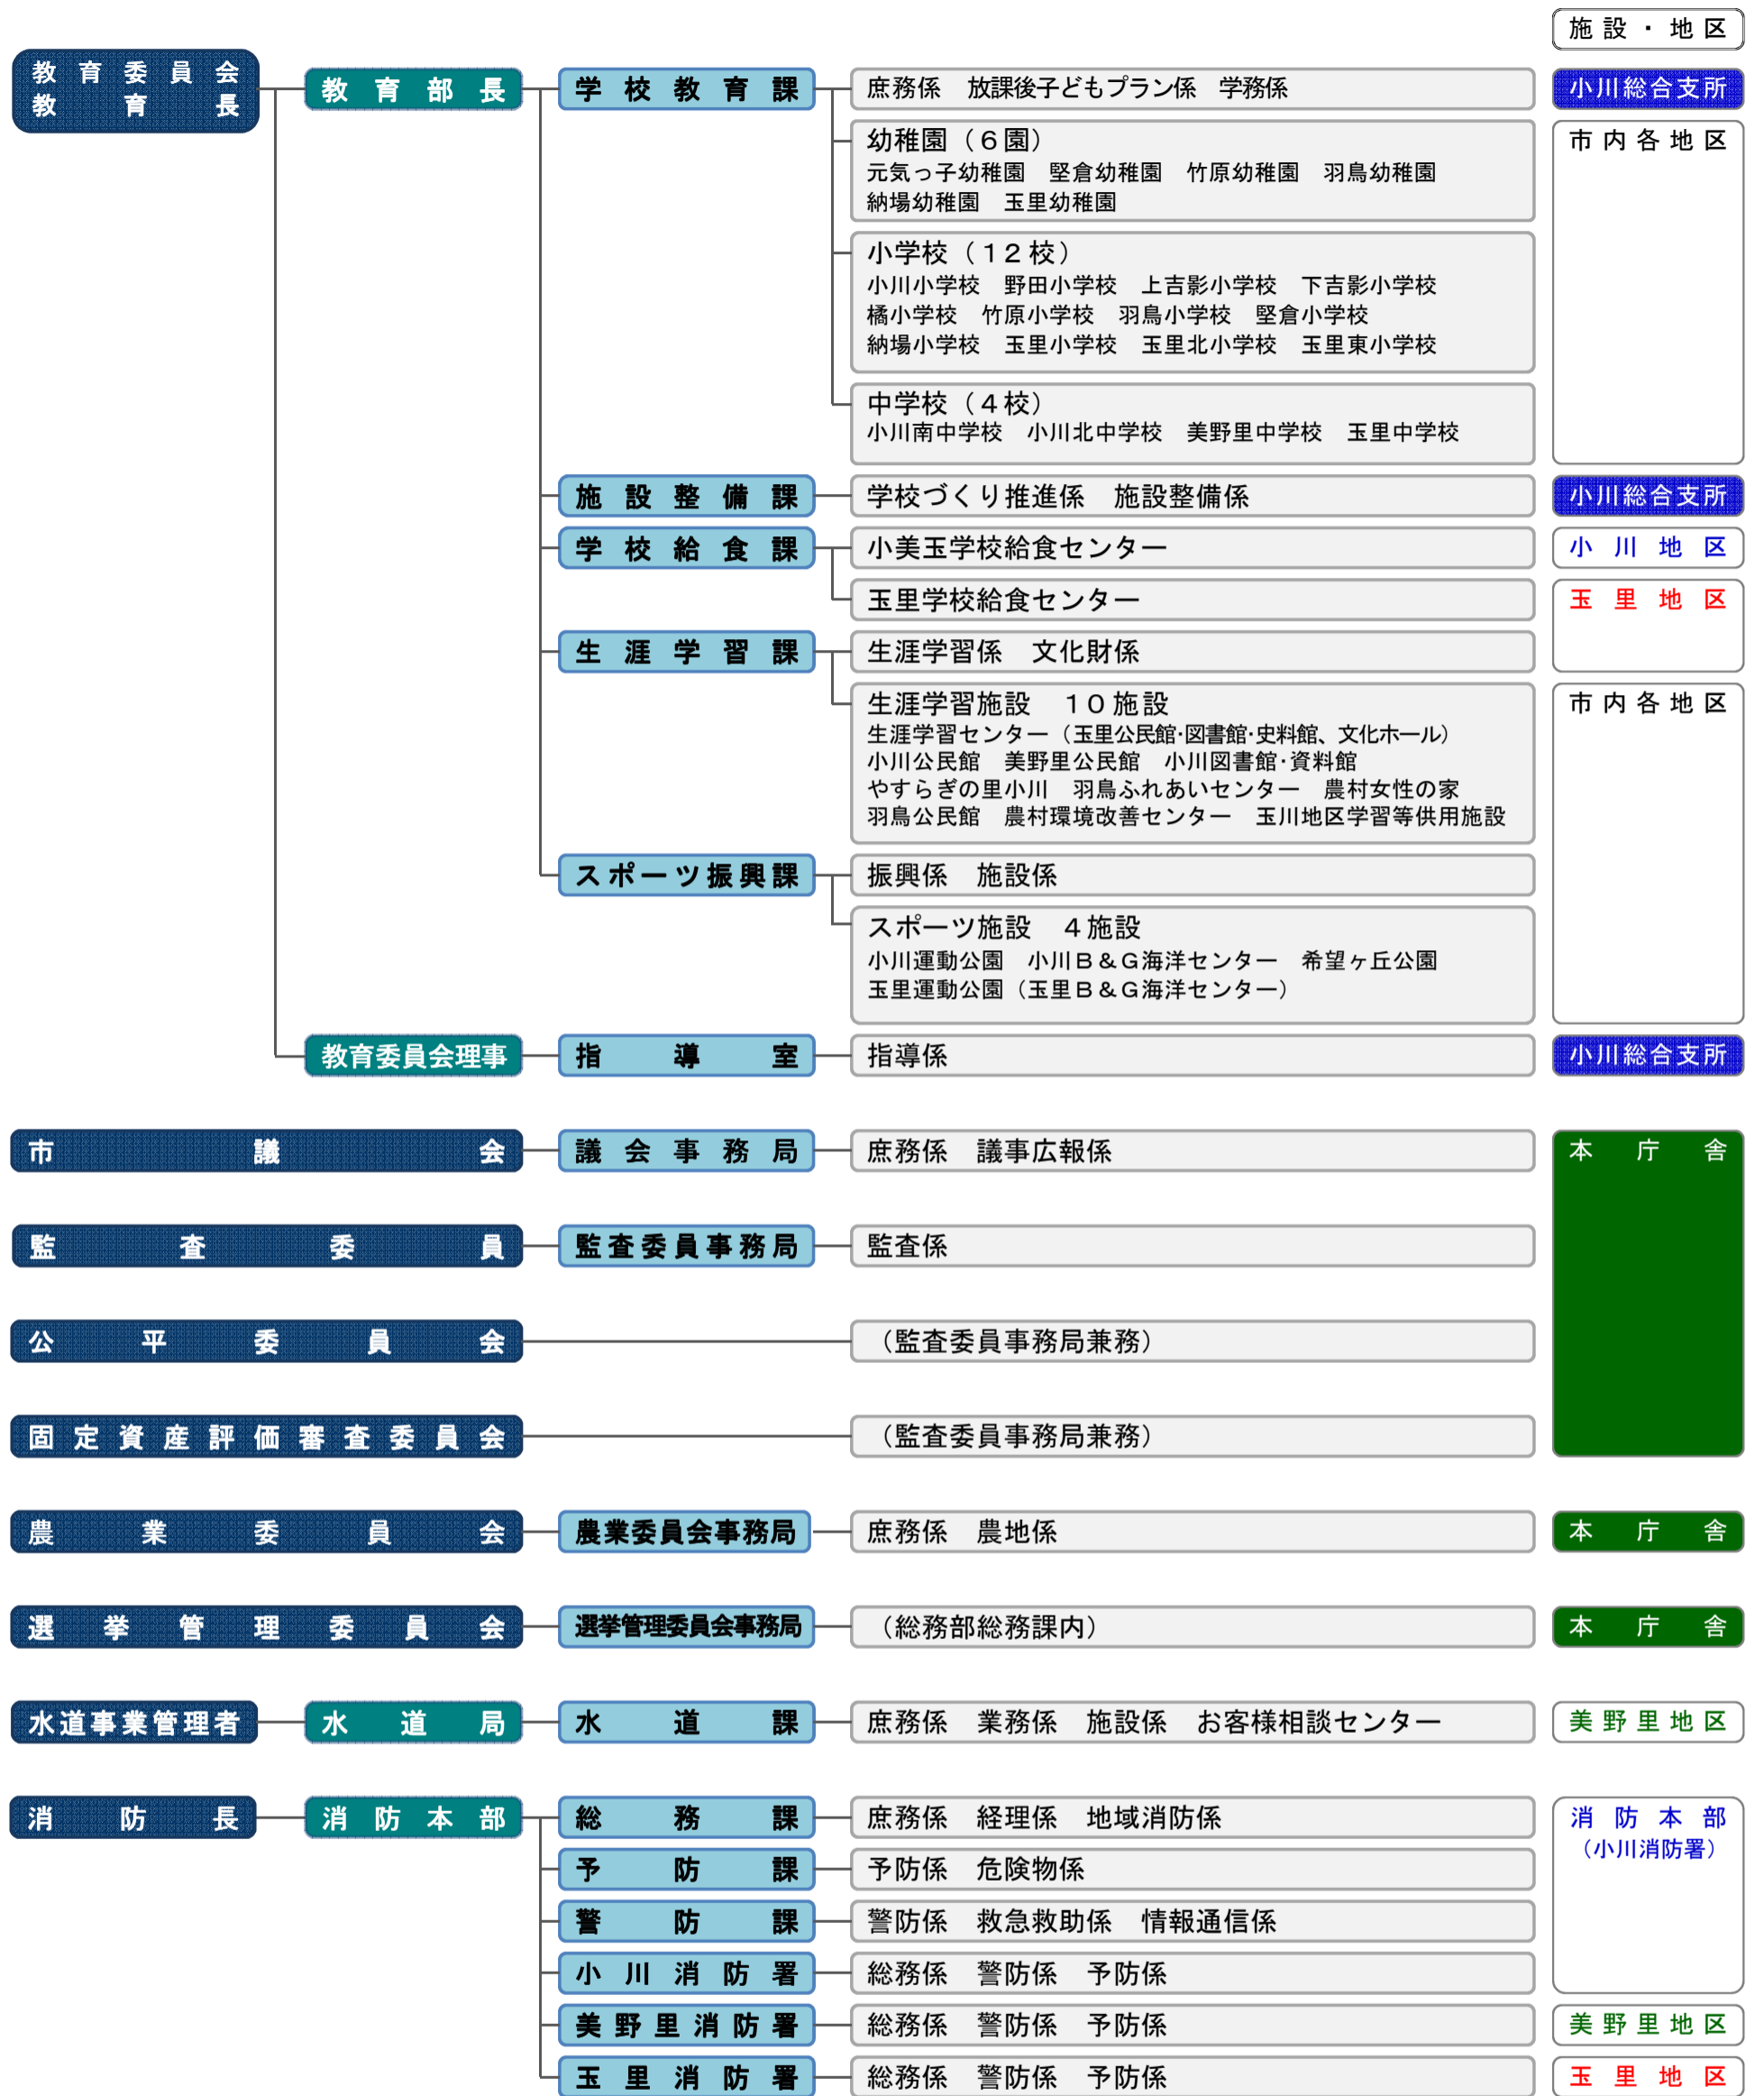 施設・地区
教育委員会
教育長
教育部長
学校教育課
庶務係　放課後子どもプラン係　学務係
小川総合支所
幼稚園（６園）
元気っ子幼稚園　堅倉幼稚園　竹原幼稚園　羽鳥幼稚園
納場幼稚園　玉里幼稚園
市内各地区
小学校（１２校）
小川小学校　野田小学校　上吉影小学校　下吉影小学校
橘小学校　竹原小学校　羽鳥小学校　堅倉小学校
納場小学校　玉里小学校　玉里北小学校　玉里東小学校
中学校（４校）
小川南中学校　小川北中学校　美野里中学校　玉里中学校
施設整備課
学校づくり推進係　施設整備係
小川総合支所
学校給食課
小美玉学校給食センター
小川地区
玉里学校給食センター
玉里地区
生涯学習課
生涯学習係　文化財係
生涯学習施設　１０施設
生涯学習センター（玉里公民館・図書館・史料館、文化ホール）
小川公民館　美野里公民館　小川図書館・資料館
やすらぎの里小川　羽鳥ふれあいセンター　農村女性の家
羽鳥公民館　農村環境改善センター　玉川地区学習等供用施設
市内各地区
スポーツ振興課
振興係　施設係
スポーツ施設　４施設
小川運動公園　小川Ｂ＆Ｇ海洋センター　希望ヶ丘公園
玉里運動公園（玉里Ｂ＆Ｇ海洋センター）
教育委員会理事
指導室
指導係
小川総合支所
市議会
議会事務局
庶務係　議事広報係
本庁舎
監査委員
監査委員事務局
監査係
公平委員会
（監査委員事務局兼務）
固定資産評価審査委員会
（監査委員事務局兼務）
農業委員会
農業委員会事務局
庶務係　農地係
本庁舎
選挙管理委員会
選挙管理委員会事務局
（総務部総務課内）
本庁舎
水道事業管理者
水道局
水道課
庶務係　業務係　施設係　お客様相談センター
美野里地区
消防長
消防本部
総務課
庶務係　経理係　地域消防係
消防本部
（小川消防署）
予防課
予防係　危険物係
警防課
警防係　救急救助係　情報通信係
小川消防署
総務係　警防係　予防係
美野里消防署
総務係　警防係　予防係
美野里地区
玉里消防署
総務係　警防係　予防係
玉里地区